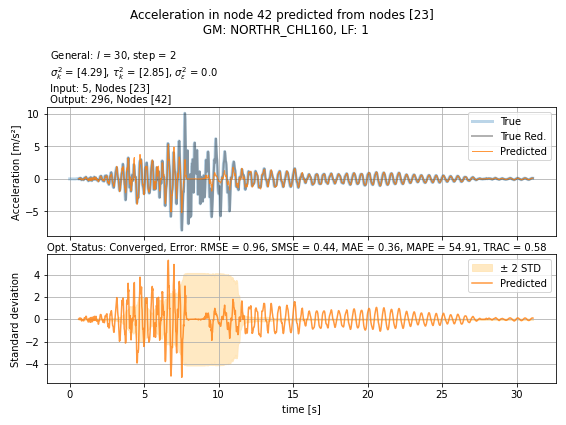 Acceleration in node 42 predicted from nodes [23]
GM: NORTHR_CHL160, LF: 1
General: l = 30, step = 2
σ²ₖ = [4.29], τ²ₖ = [2.85], σ²ε = 0.0
Input: 5, Nodes [23]
Output: 296, Nodes [42]
Acceleration [m/s²]
10
5
0
−5
True
True Red.
Predicted
Opt. Status: Converged, Error: RMSE = 0.96, SMSE = 0.44, MAE = 0.36, MAPE = 54.91, TRAC = 0.58
Standard deviation
4
2
0
−2
−4
± 2 STD
Predicted
0 5 10 15 20 25 30
time [s]